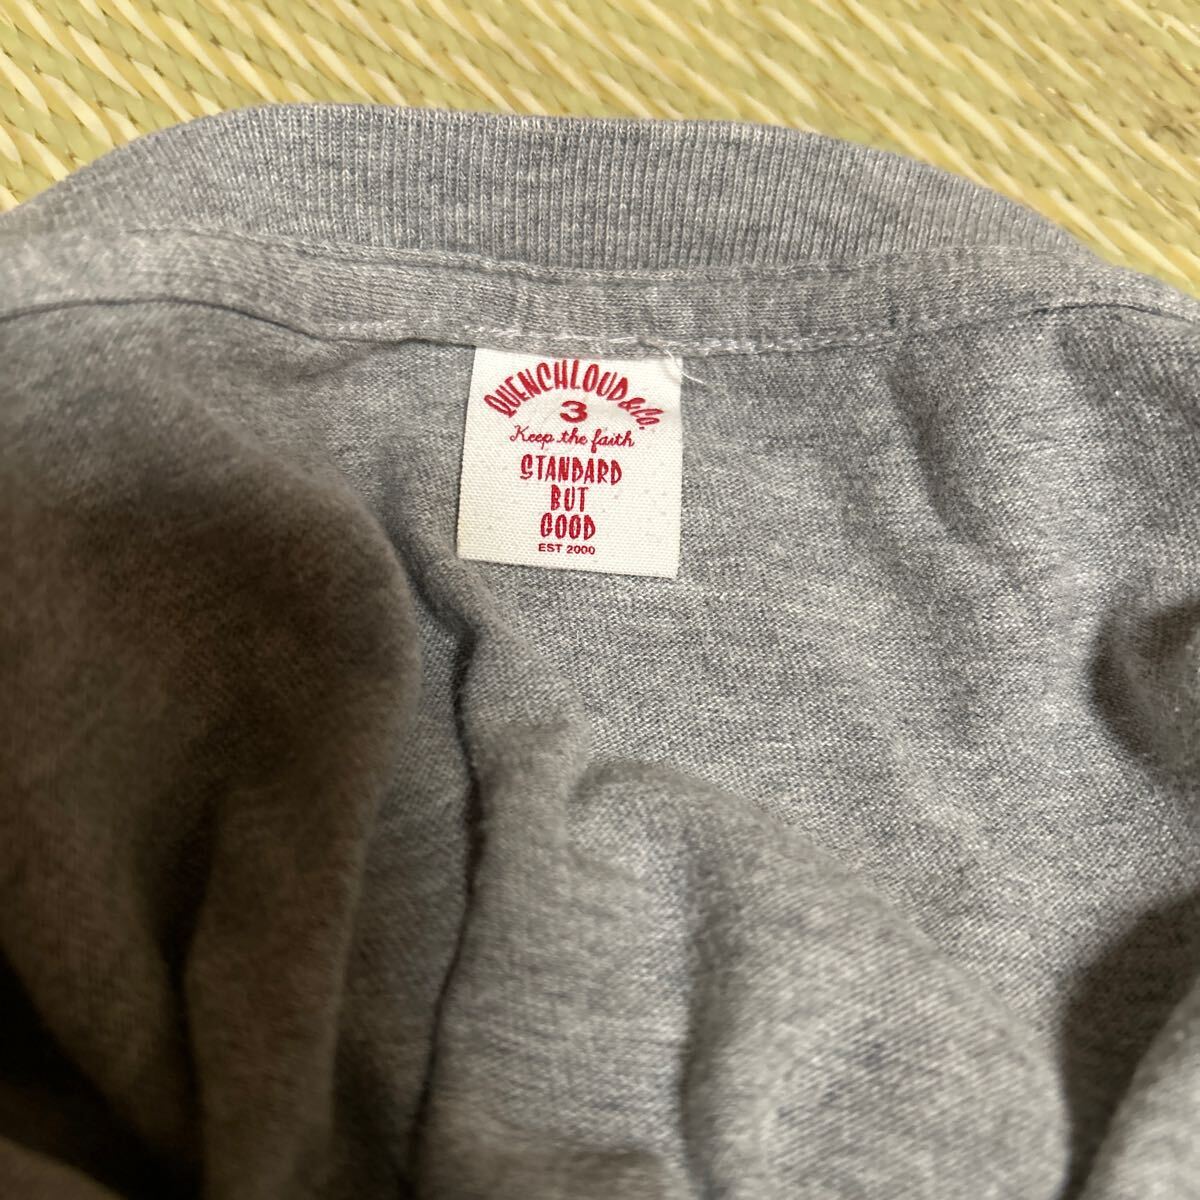 QUENCHLOUD&Co.
3
Keep the faith
STANDARD
BUT
GOOD
EST 2000